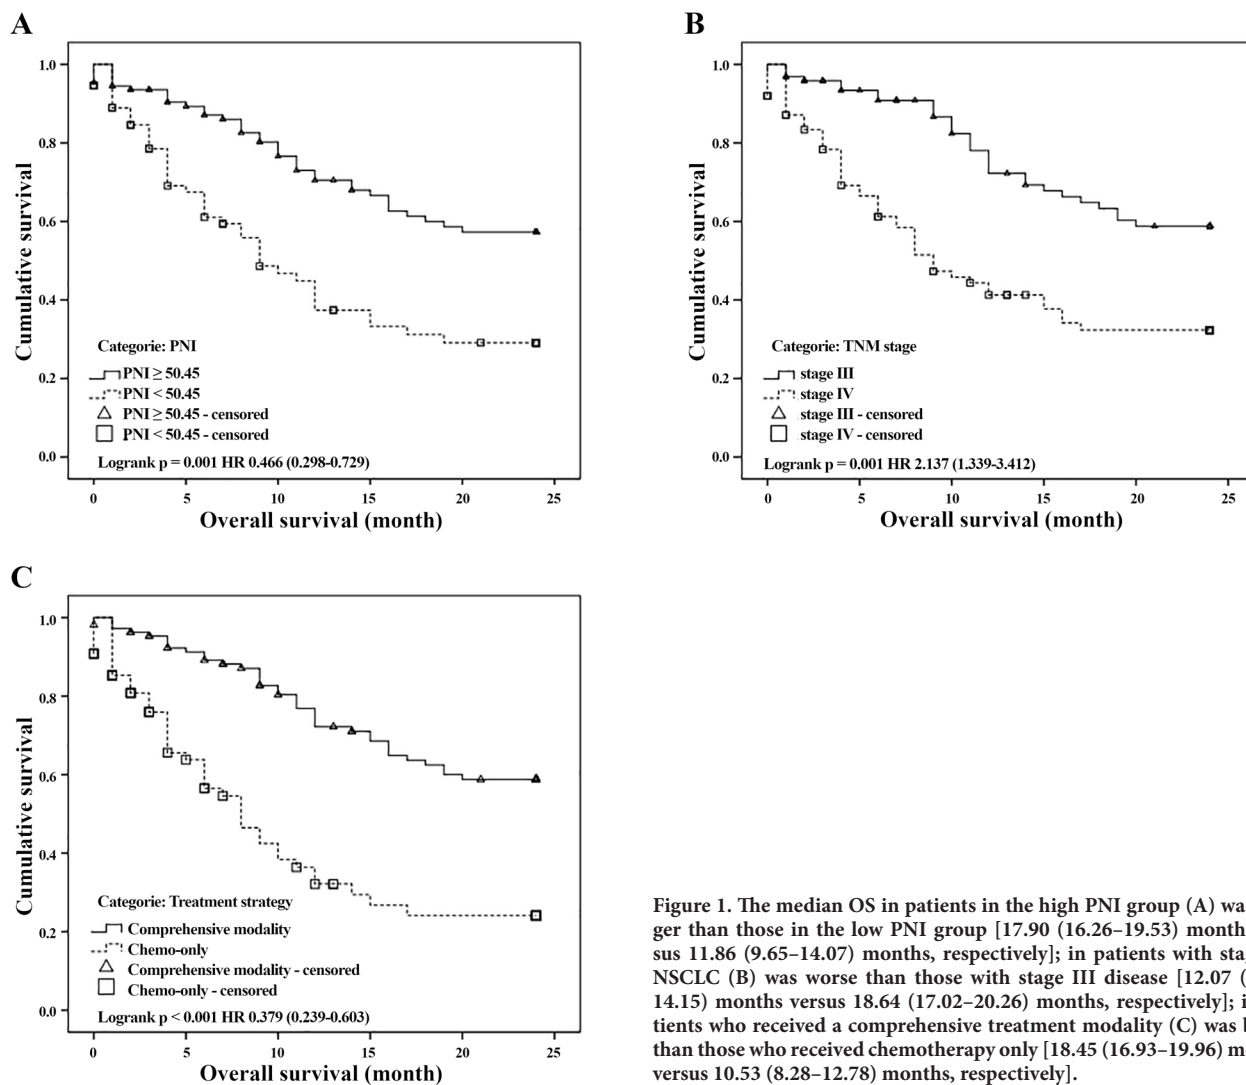 A
1.0
0.8
0.6
0.4
0.2
0.0
Cumulative survival
Categorie: PNI
PNI ≥ 50.45
PNI < 50.45
PNI ≥ 50.45 - censored
PNI < 50.45 - censored
Logrank p = 0.001 HR 0.466 (0.298-0.729)
0 5 10 15 20 25
Overall survival (month)
B
1.0
0.8
0.6
0.4
0.2
0.0
Cumulative survival
Categorie: TNM stage
stage III
stage IV
stage III - censored
stage IV - censored
Logrank p = 0.001 HR 2.137 (1.339-3.412)
0 5 10 15 20 25
Overall survival (month)
C
1.0
0.8
0.6
0.4
0.2
0.0
Cumulative survival
Categorie: Treatment strategy
Comprehensive modality
Chemo-only
Comprehensive modality - censored
Chemo-only - censored
Logrank p < 0.001 HR 0.379 (0.239-0.603)
0 5 10 15 20 25
Overall survival (month)
Figure 1. The median OS in patients in the high PNI group (A) wa
ger than those in the low PNI group [17.90 (16.26–19.53) month
sus 11.86 (9.65–14.07) months, respectively]; in patients with stag
NSCLC (B) was worse than those with stage III disease [12.07 (
14.15) months versus 18.64 (17.02–20.26) months, respectively]; i
tients who received a comprehensive treatment modality (C) was b
than those who received chemotherapy only [18.45 (16.93–19.96) m
versus 10.53 (8.28–12.78) months, respectively].